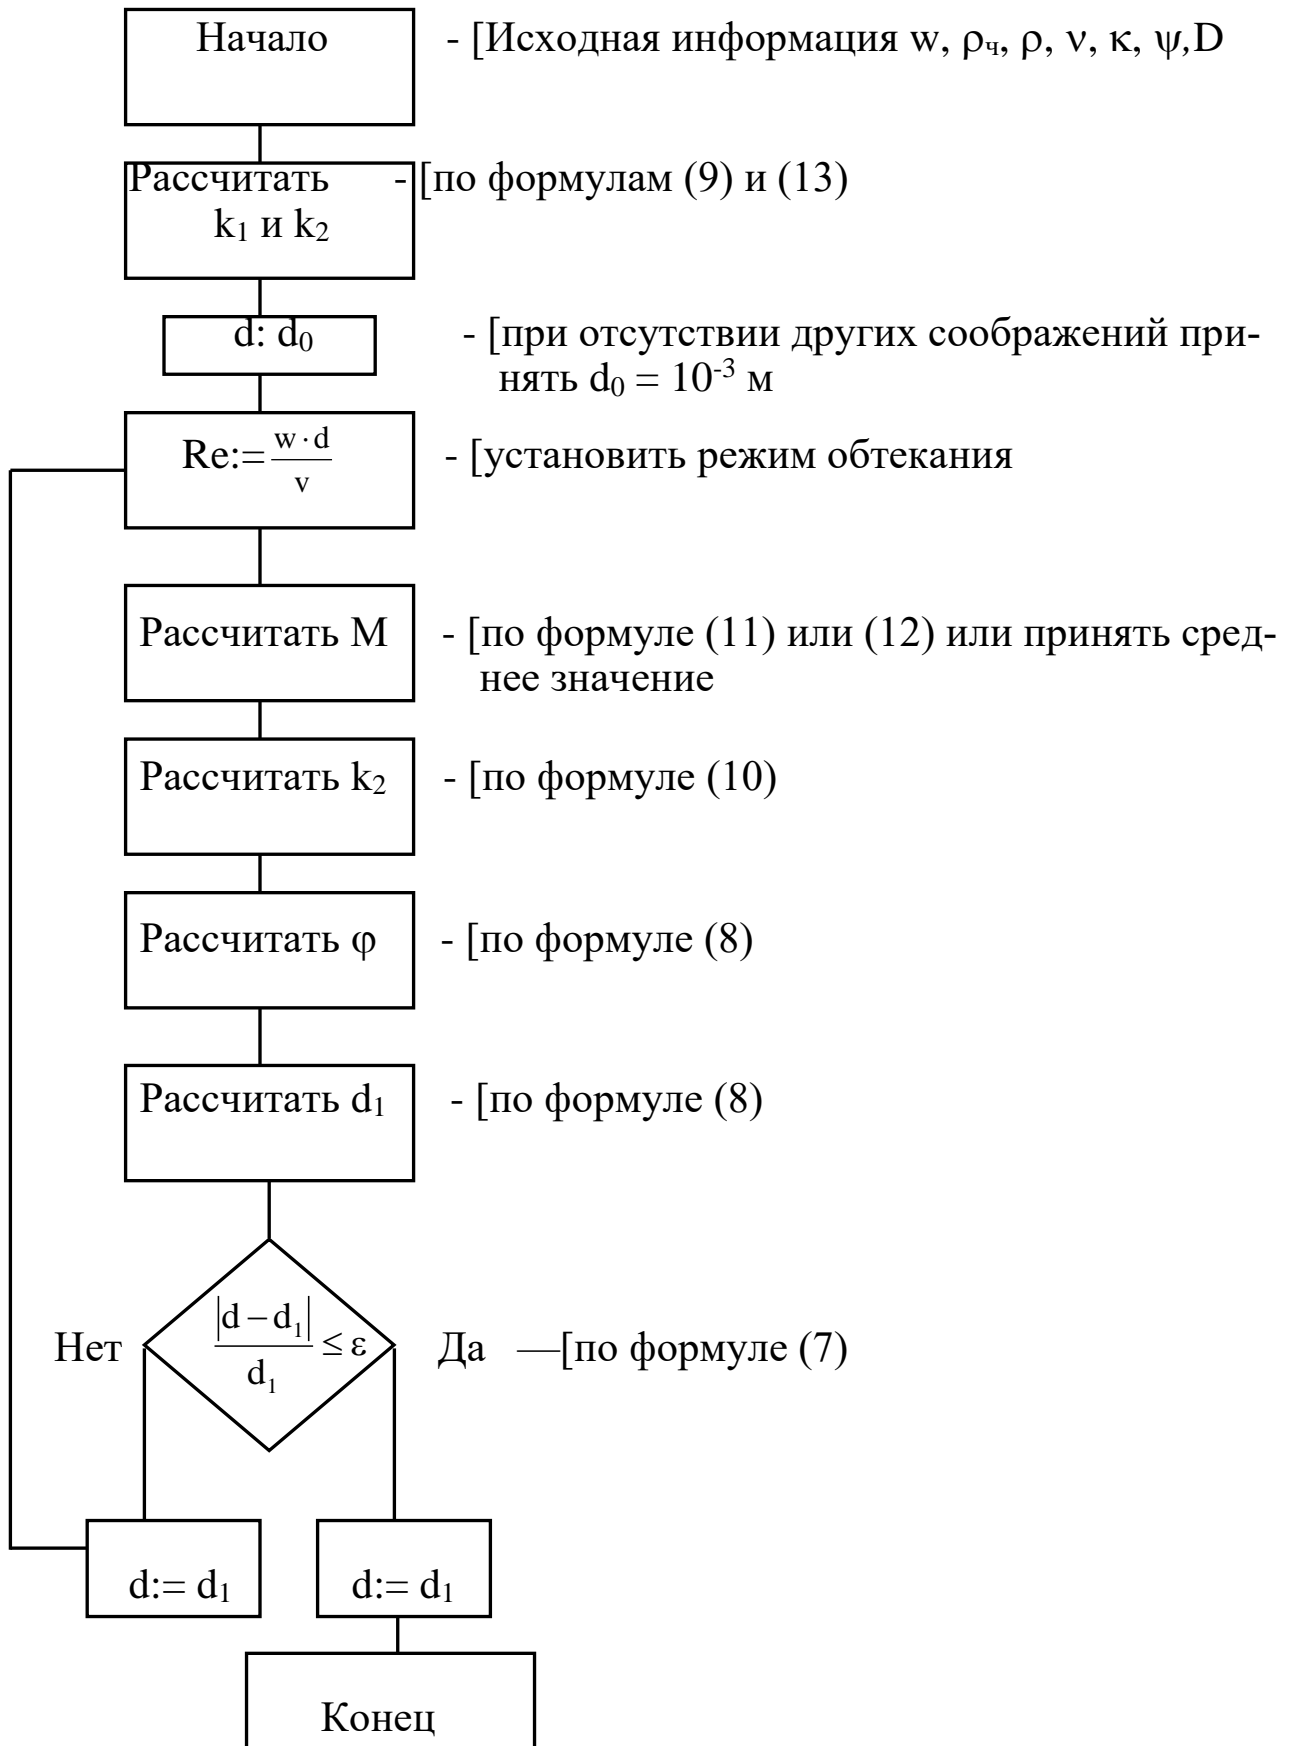 Начало - [Исходная информация w, ρч, ρ, ν, κ, ψ,D
Рассчитать - [по формулам (9) и (13)
k₁ и k₂
d: d₀ - [при отсутствии других соображений при-
нять d₀ = 10⁻³ м
Re:= w · d / v - [установить режим обтекания
Рассчитать M - [по формуле (11) или (12) или принять сред-
нее значение
Рассчитать k₂ - [по формуле (10)
Рассчитать φ - [по формуле (8)
Рассчитать d₁ - [по формуле (8)
Нет |d − d₁| / d₁ ≤ ε Да —[по формуле (7)
d:= d₁ d:= d₁
Конец